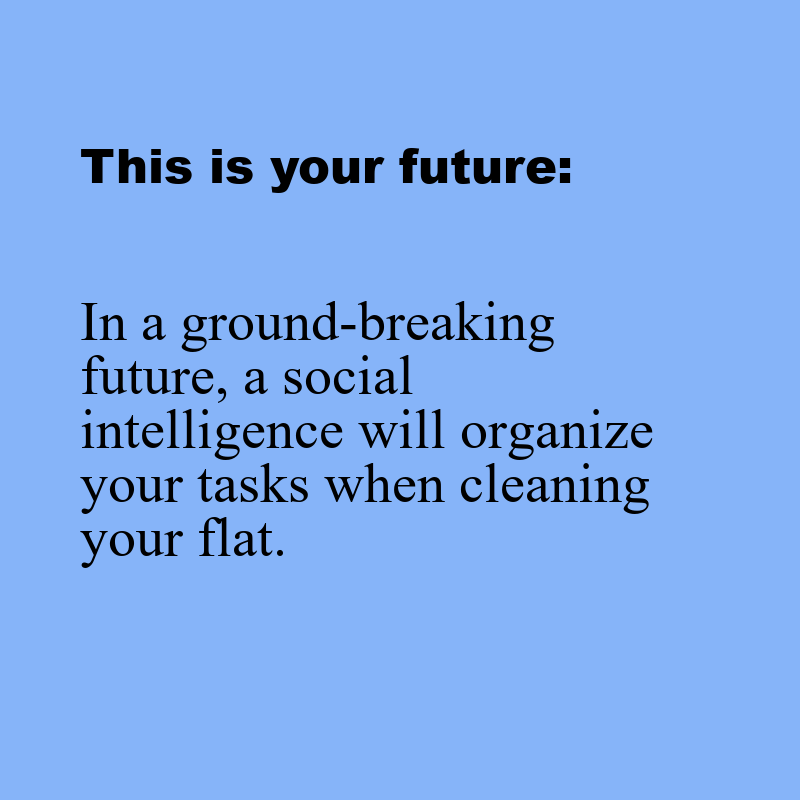 This is your future:
In a ground-breaking
future, a social
intelligence will organize
your tasks when cleaning
your flat.